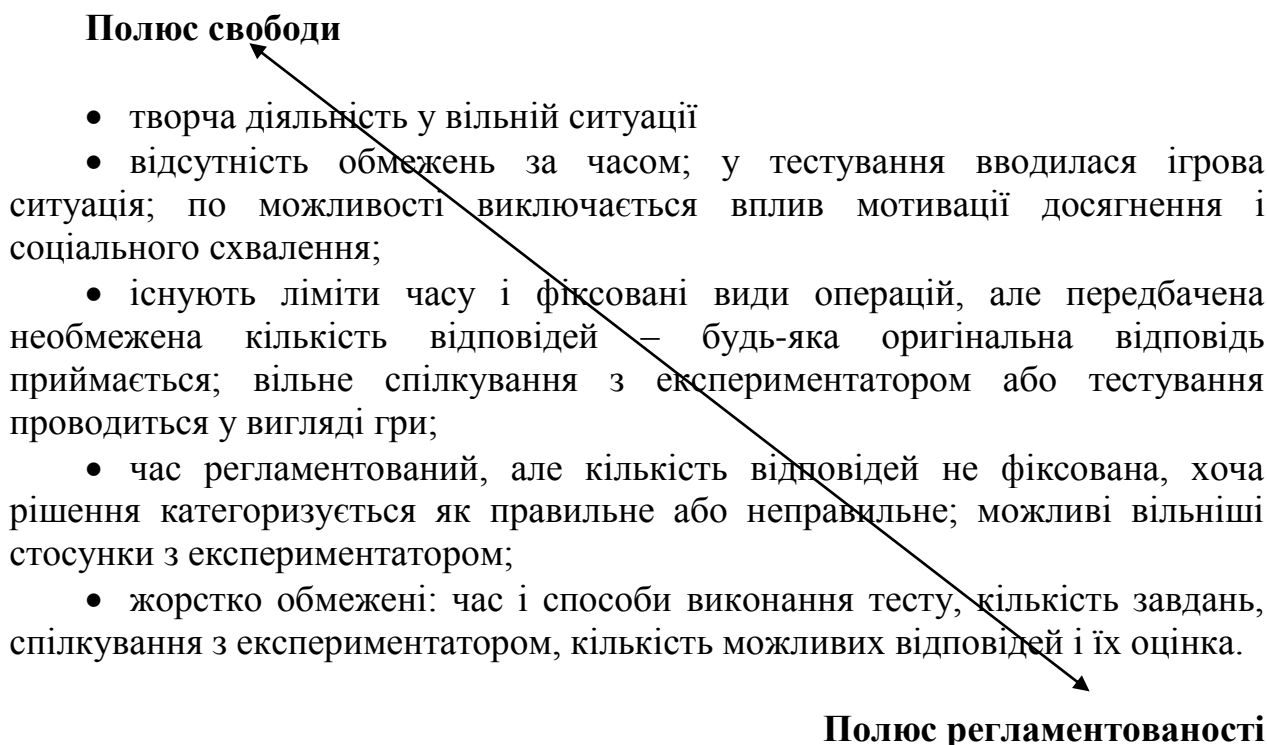 Полюс свободи
• творча діяльність у вільній ситуації
• відсутність обмежень за часом; у тестування вводилася ігрова
ситуація; по можливості виключається вплив мотивації досягнення і
соціального схвалення;
• існують ліміти часу і фіксовані види операцій, але передбачена
необмежена кількість відповідей – будь-яка оригінальна відповідь
приймається; вільне спілкування з експериментатором або тестування
проводиться у вигляді гри;
• час регламентований, але кількість відповідей не фіксована, хоча
рішення категоризується як правильне або неправильне; можливі вільніші
стосунки з експериментатором;
• жорстко обмежені: час і способи виконання тесту, кількість завдань,
спілкування з експериментатором, кількість можливих відповідей і їх оцінка.
Полюс регламентованості